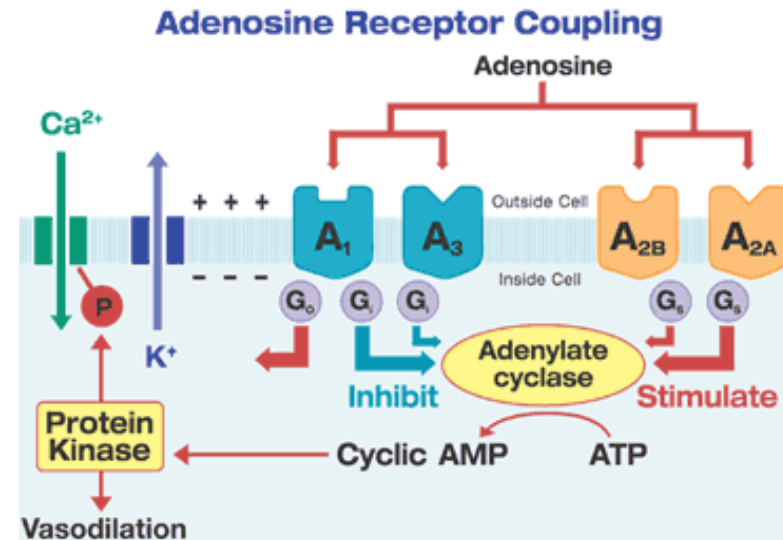 Adenosine Receptor Coupling
Adenosine
Ca²⁺
+ + +
Outside Cell
A₁
A₃
A₂B
A₂A
– – –
Inside Cell
P
K⁺
Gₒ
Gᵢ
Gᵢ
Gₛ
Gₛ
Adenylate
cyclase
Inhibit
Stimulate
Protein
Kinase
Cyclic AMP
ATP
Vasodilation